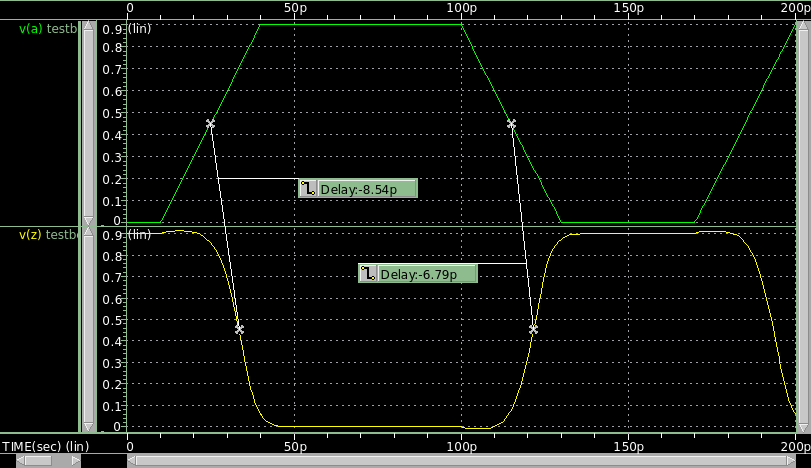 0 50p 100p 150p 200p
v(a) testb
(lin)
0.9
0.8
0.7
0.6
0.5
0.4
0.3
0.2
0.1
0
Delay:-8.54p
v(z) testbe
(lin)
0.9
0.8
0.7
0.6
0.5
0.4
0.3
0.2
0.1
0
Delay:-6.79p
TIME(sec) (lin) 0 50p 100p 150p 200p